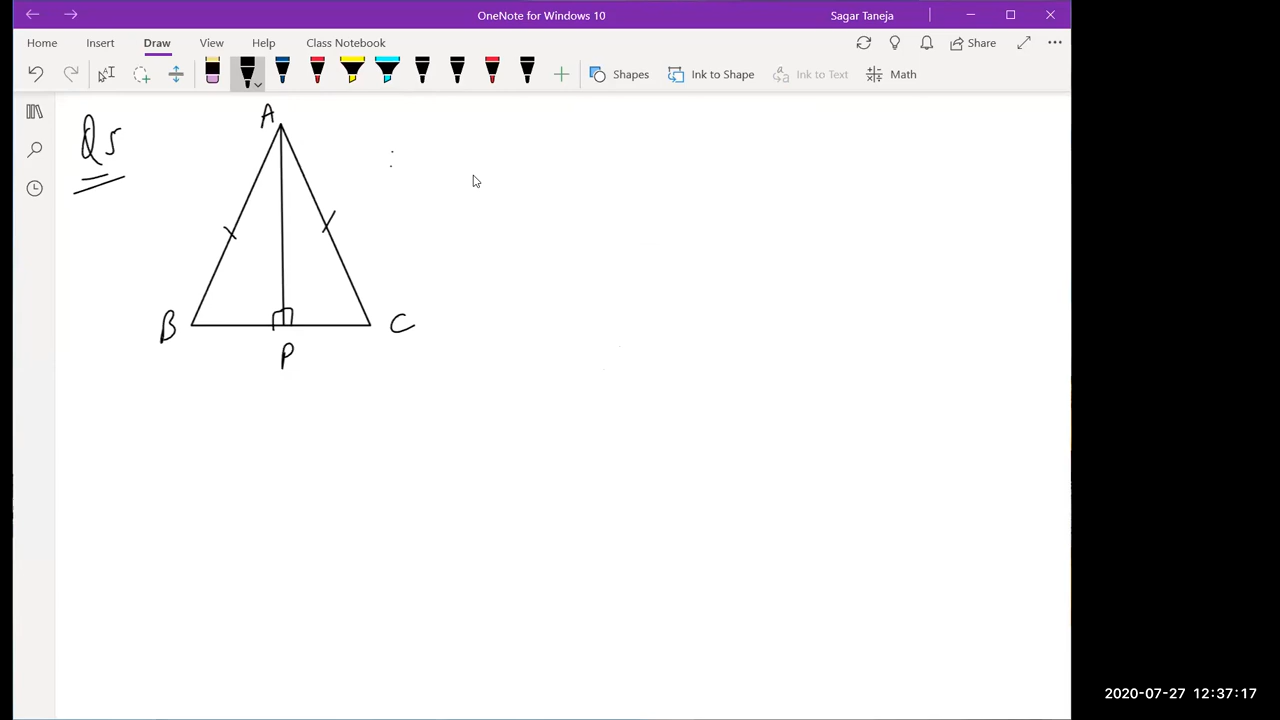 OneNote for Windows 10
Sagar Taneja
Home Insert Draw View Help Class Notebook
Share
Shapes Ink to Shape Ink to Text Math
Q5
A
B
C
P
2020-07-27 12:37:17